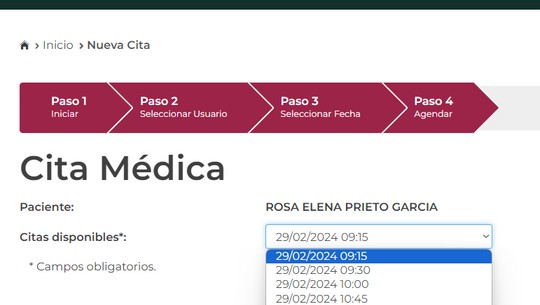 Inicio > Nueva Cita
Paso 1
Iniciar
Paso 2
Seleccionar Usuario
Paso 3
Seleccionar Fecha
Paso 4
Agendar
Cita Médica
Paciente: ROSA ELENA PRIETO GARCIA
Citas disponibles*: 29/02/2024 09:15
29/02/2024 09:15
* Campos obligatorios. 29/02/2024 09:30
29/02/2024 10:00
29/02/2024 10:45